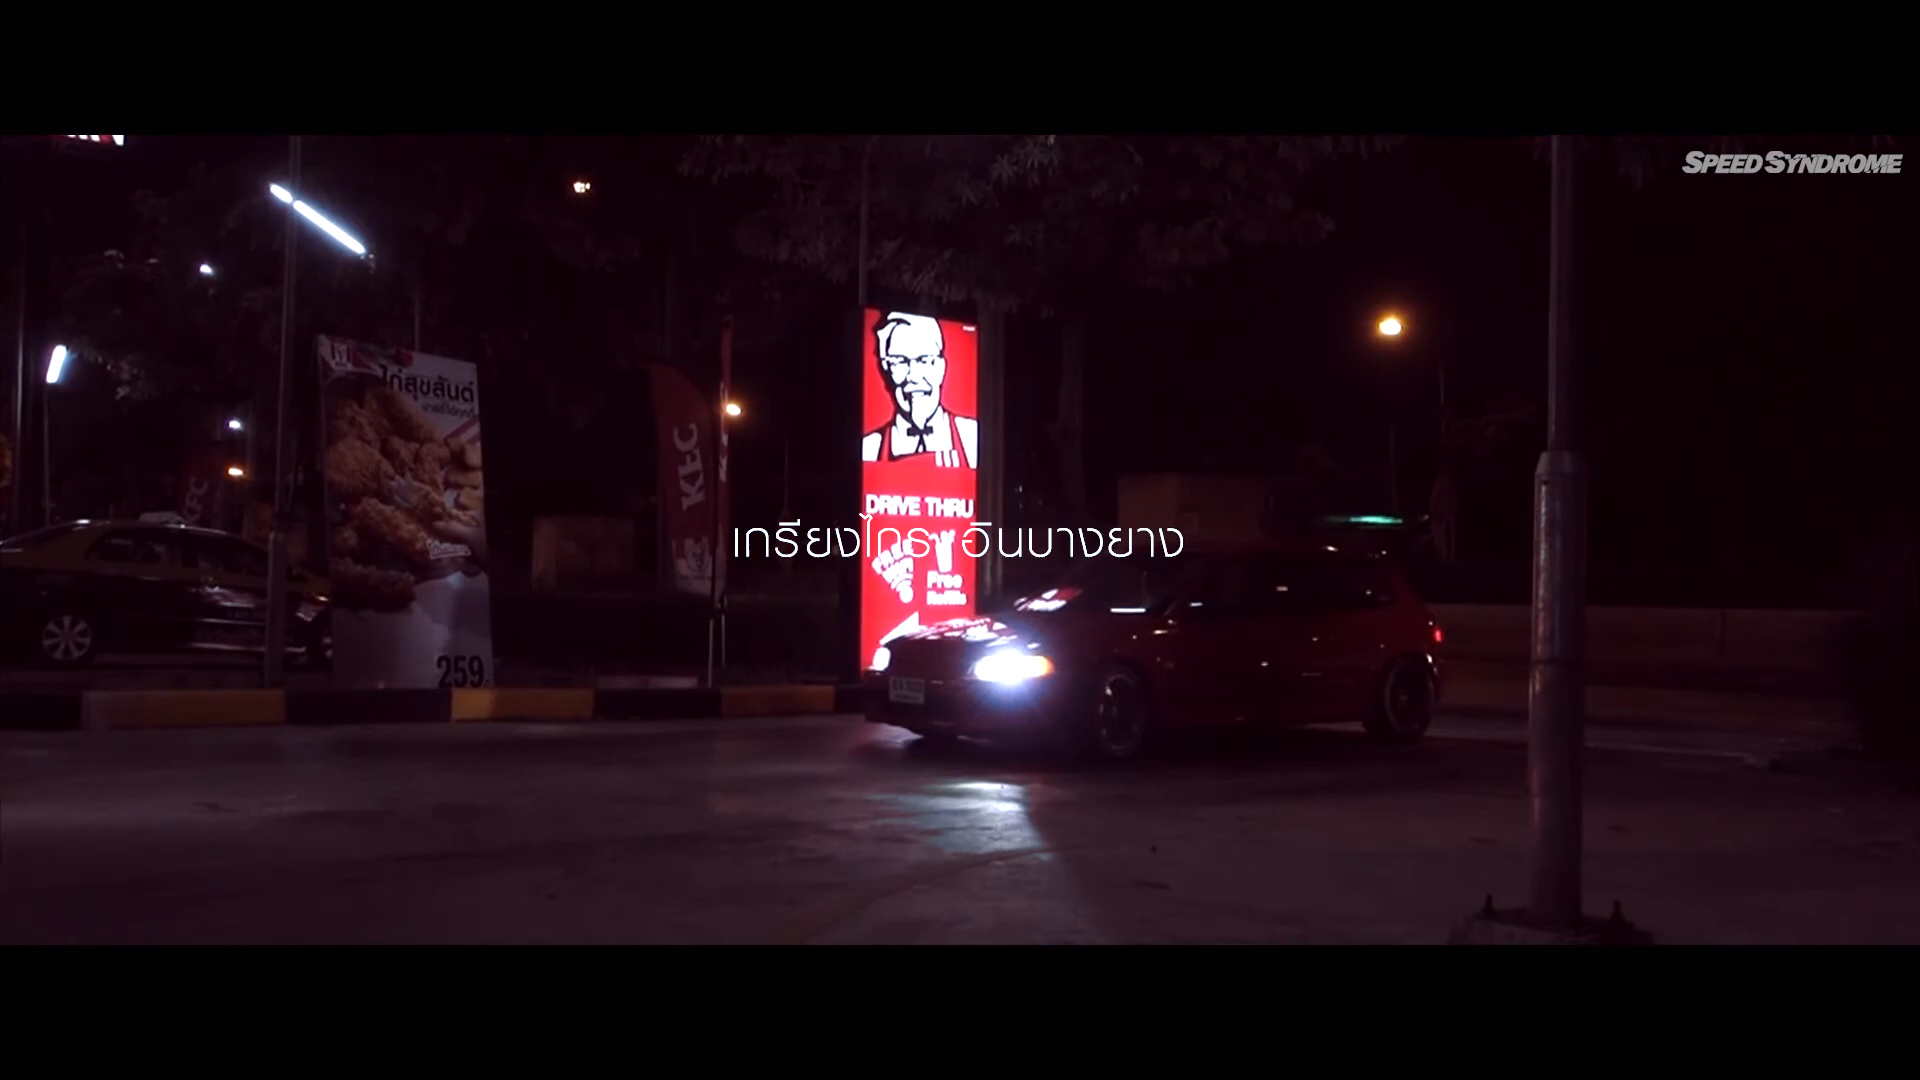 SPEED SYNDROME
ไก่สุขสันต์
KFC
DRIVE THRU
เกรียงไกร อินบางยาง
FREE
Free
Refills
259.-